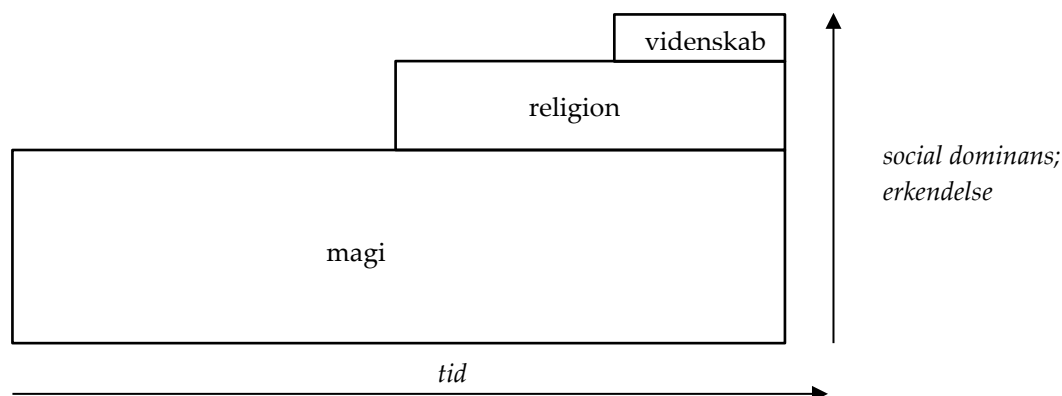 videnskab
religion
social dominans;
erkendelse
magi
tid